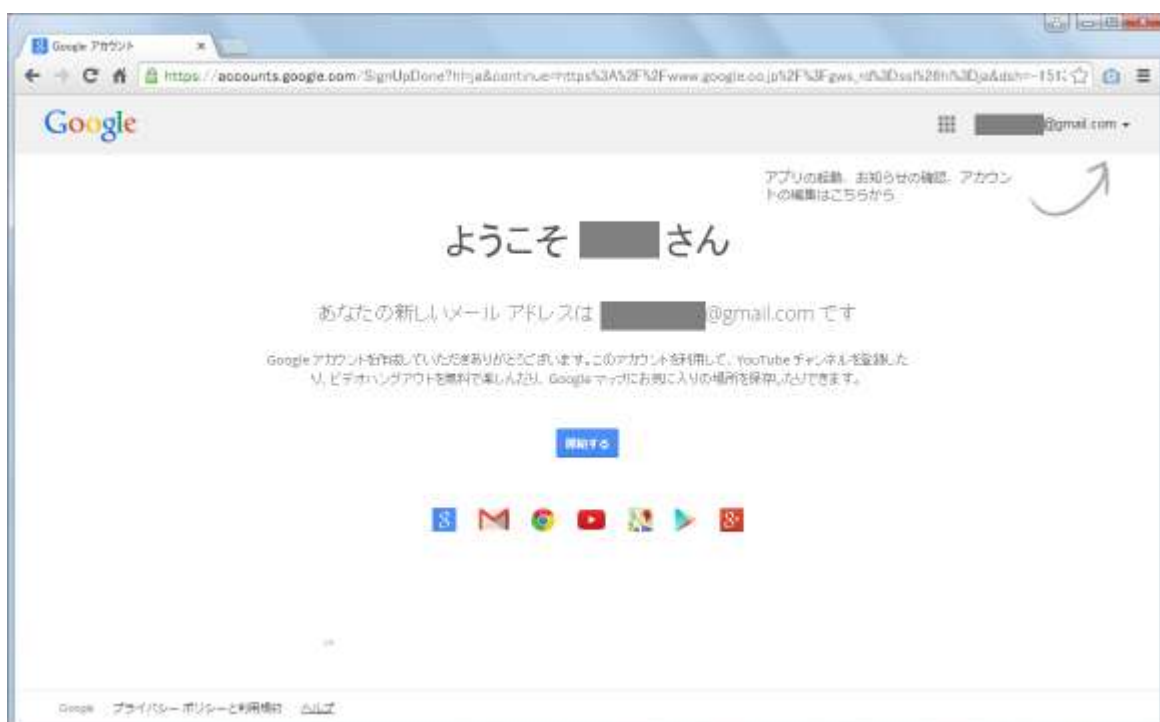 Google アカウント
https://accounts.google.com/SignUpDone?hl=ja&continue=https%3A%2F%2Fwww.google.co.jp%2F%3Fgws_rd%3Dssl%26hl%3Dja&dsh=-151
Google
@gmail.com
アプリの起動、お知らせの確認、アカウン
トの編集はこちらから
ようこそ さん
あなたの新しいメール アドレスは @gmail.com です
Google アカウントを作成していただきありがとうございます。このアカウントを利用して、YouTube チャンネルを登録した
り、ビデオハングアウトを無料で楽しんだり、Google マップにお気に入りの場所を保存したりできます。
開始する
Google プライバシー ポリシーと利用規約 ヘルプ